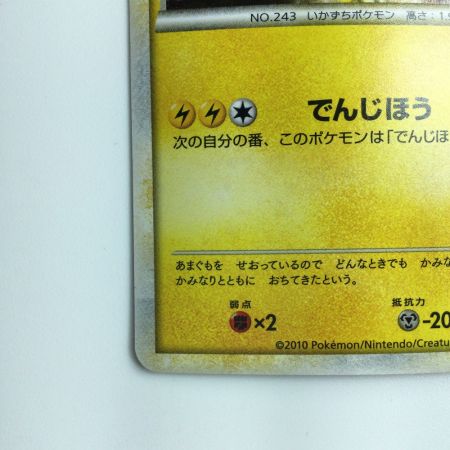 NO.243 いかずちポケモン 高さ:1.9
でんじほう
次の自分の番、このポケモンは「でんじほ
あまぐもを せおっているので どんなときでも かみな
かみなりとともに おちてきたという。
弱点 抵抗力
×2 -20
©2010 Pokémon/Nintendo/Creatu